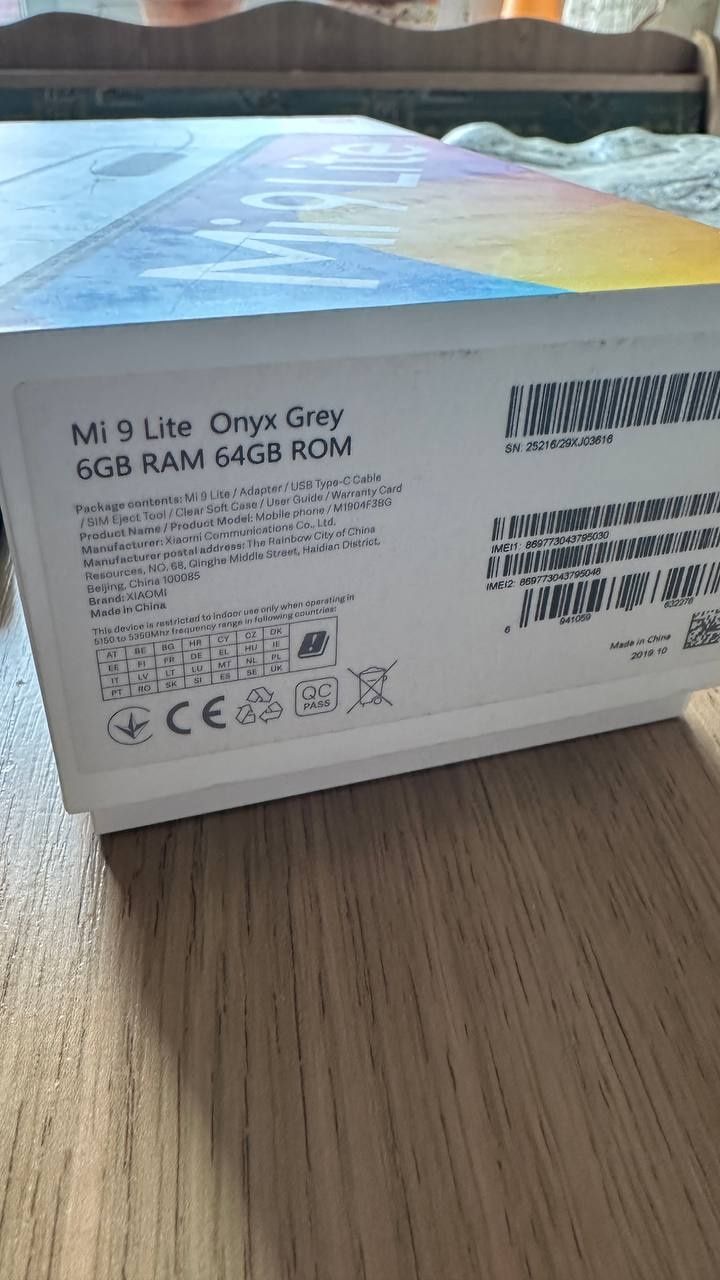 Mi 9 Lite
Mi 9 Lite Onyx Grey
6GB RAM 64GB ROM
Package contents: Mi 9 Lite / Adapter / USB Type-C Cable
/ SIM Eject Tool / Clear Soft Case / User Guide / Warranty Card
Product Name / Product Model: Mobile phone / M1904F3BG
Manufacturer: Xiaomi Communications Co., Ltd.
Manufacturer postal address: The Rainbow City of China
Resources, NO. 68, Qinghe Middle Street, Haidian District,
Beijing, China 100085
Brand: XIAOMI
Made in China
This device is restricted to indoor use only when operating in
5150 to 5350Mhz frequency range in following countries:
AT BE BG HR CY CZ DK
EE FI FR DE EL HU IE
IT LV LT LU MT NL PL
PT RO SK SI ES SE UK
CE
QC
PASS
SN: 25216/29XJ03616
IMEI1: 869773043795030
IMEI2: 869773043795048
6 941059 632276
Made in China
2019.10